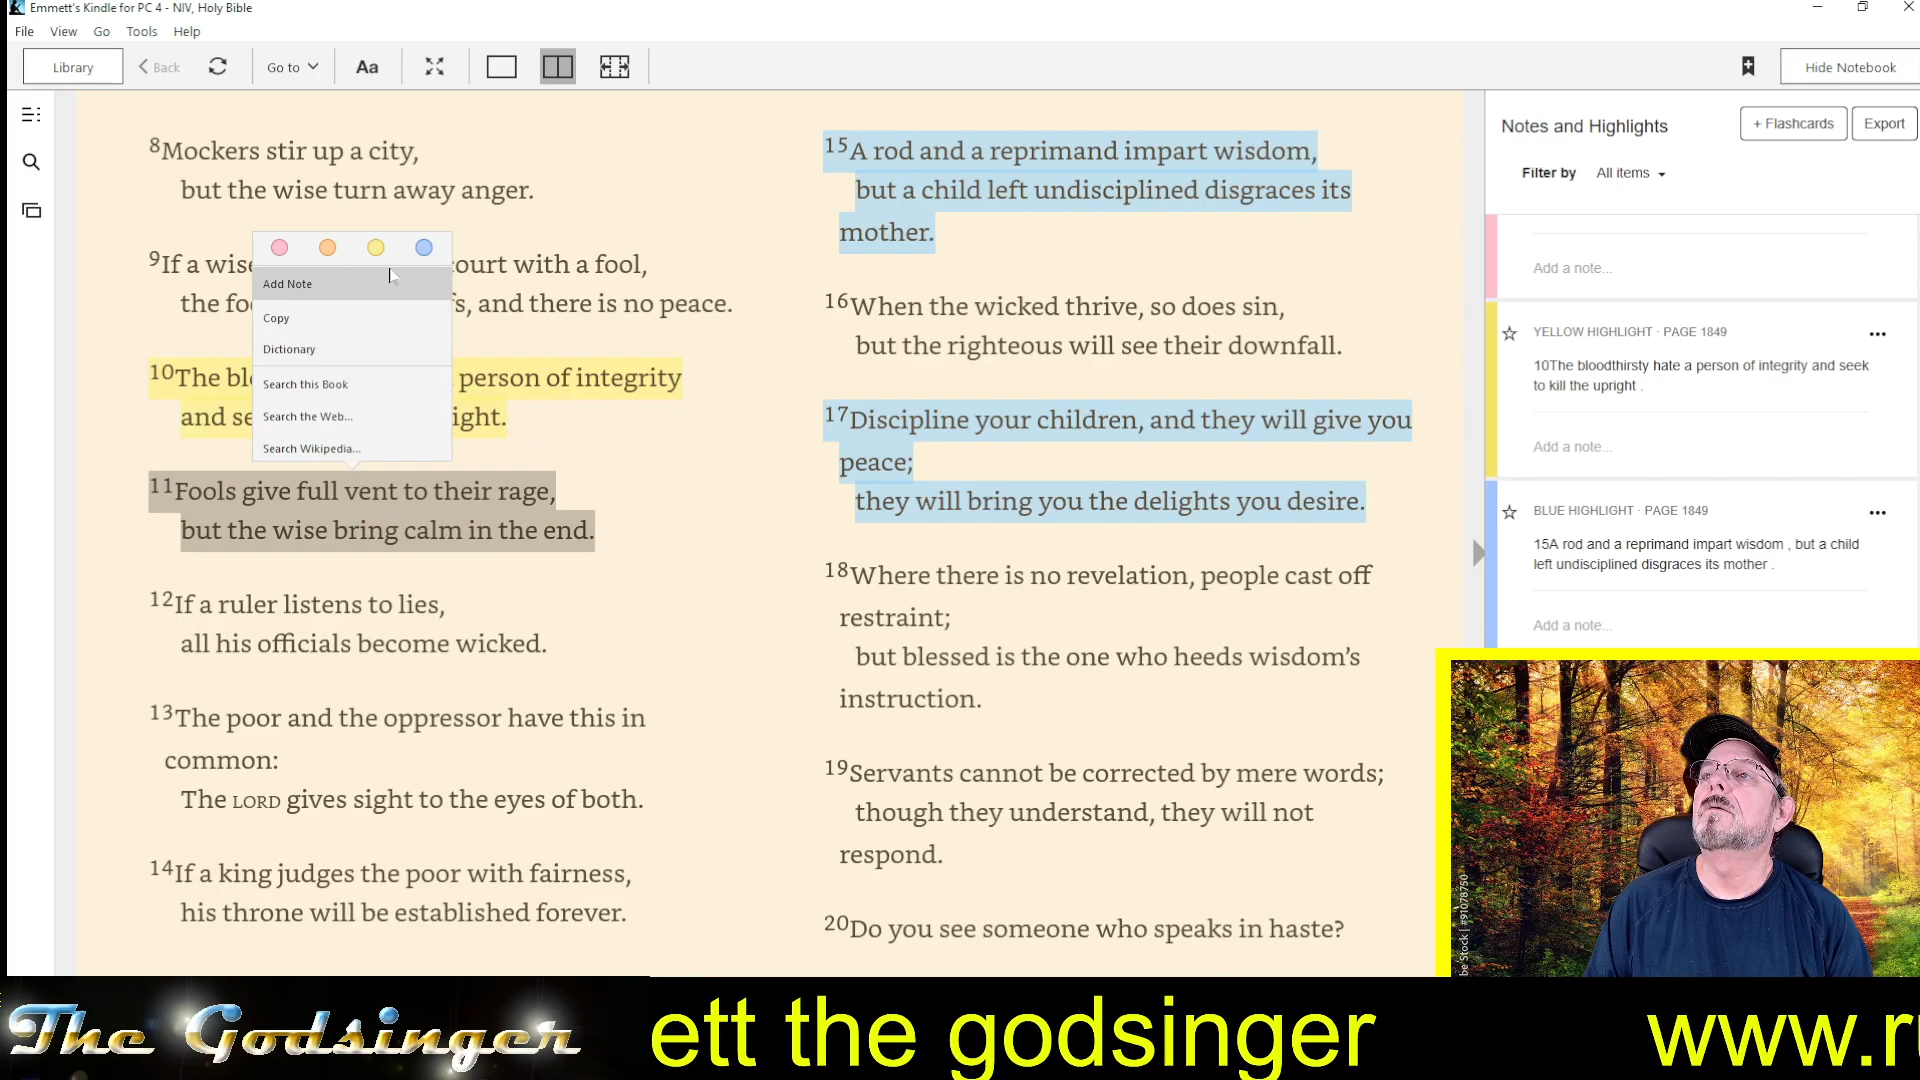 Emmett's Kindle for PC 4 - NIV, Holy Bible
File View Go Tools Help
Library Back Go to Aa Hide Notebook
8Mockers stir up a city,
but the wise turn away anger.
9If a wise court with a fool,
the fo s, and there is no peace.
10The bl person of integrity
and se ight.
11Fools give full vent to their rage,
but the wise bring calm in the end.
12If a ruler listens to lies,
all his officials become wicked.
13The poor and the oppressor have this in
common:
The LORD gives sight to the eyes of both.
14If a king judges the poor with fairness,
his throne will be established forever.
Add Note
Copy
Dictionary
Search this Book
Search the Web...
Search Wikipedia...
15A rod and a reprimand impart wisdom,
but a child left undisciplined disgraces its
mother.
16When the wicked thrive, so does sin,
but the righteous will see their downfall.
17Discipline your children, and they will give you
peace;
they will bring you the delights you desire.
18Where there is no revelation, people cast off
restraint;
but blessed is the one who heeds wisdom's
instruction.
19Servants cannot be corrected by mere words;
though they understand, they will not
respond.
20Do you see someone who speaks in haste?
Notes and Highlights + Flashcards Export
Filter by All items
Add a note...
YELLOW HIGHLIGHT · PAGE 1849
10The bloodthirsty hate a person of integrity and seek
to kill the upright .
Add a note...
BLUE HIGHLIGHT · PAGE 1849
15A rod and a reprimand impart wisdom , but a child
left undisciplined disgraces its mother .
Add a note...
be Stock | #91078750
The Godsinger
ett the godsinger www.ru